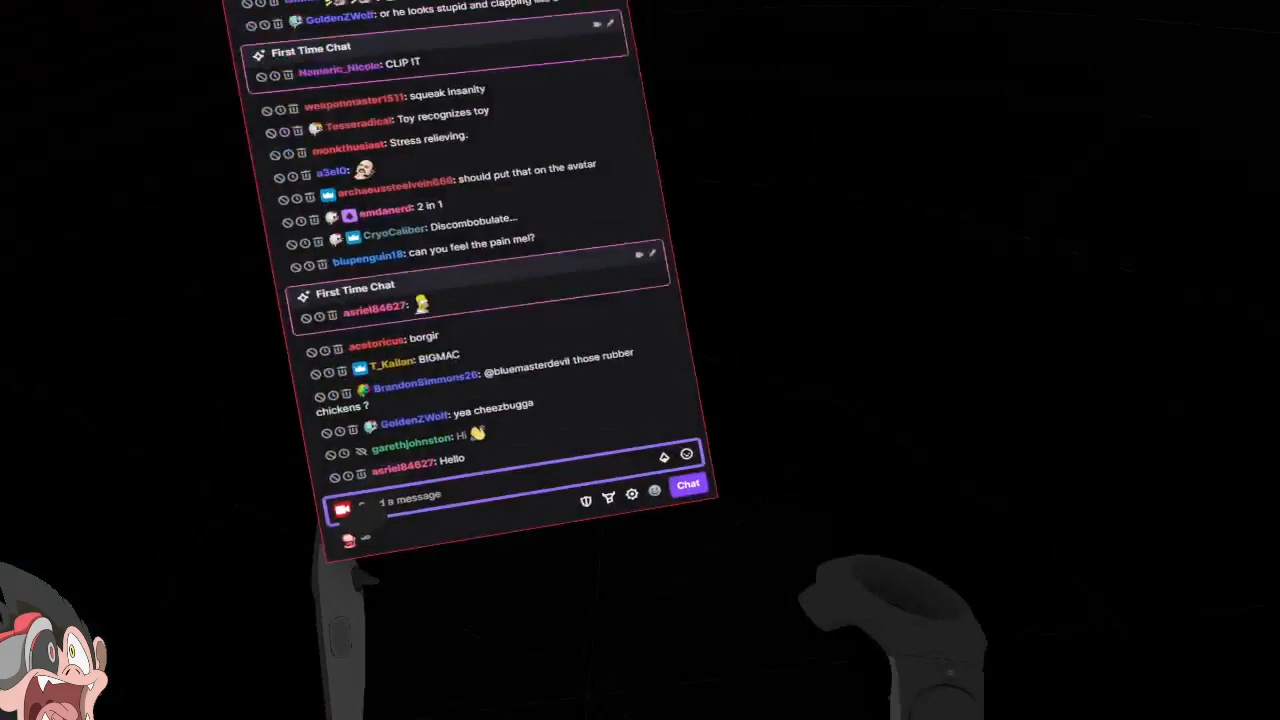 GoldenZWolf: or he looks stupid and clapping like
First Time Chat
Numeric_Nicole: CLIP IT
weaponmaster1511: squeak insanity
Tesseradical: Toy recognizes toy
monkthusiast: Stress relieving.
a3el0:
archaeussteelvein666: should put that on the avatar
emdanerd: 2 in 1
CryoCaliber: Discombobulate...
blupenguin18: can you feel the pain me!?
First Time Chat
asriel84627:
acetoricus: borgir
T_Kailan: BIGMAC
BrandonSimmons26: @bluemasterdevil those rubber
chickens ?
GoldenZWolf: yea cheezbugga
garethjohnston: Hi 👋
asriel84627: Hello
a message
Chat